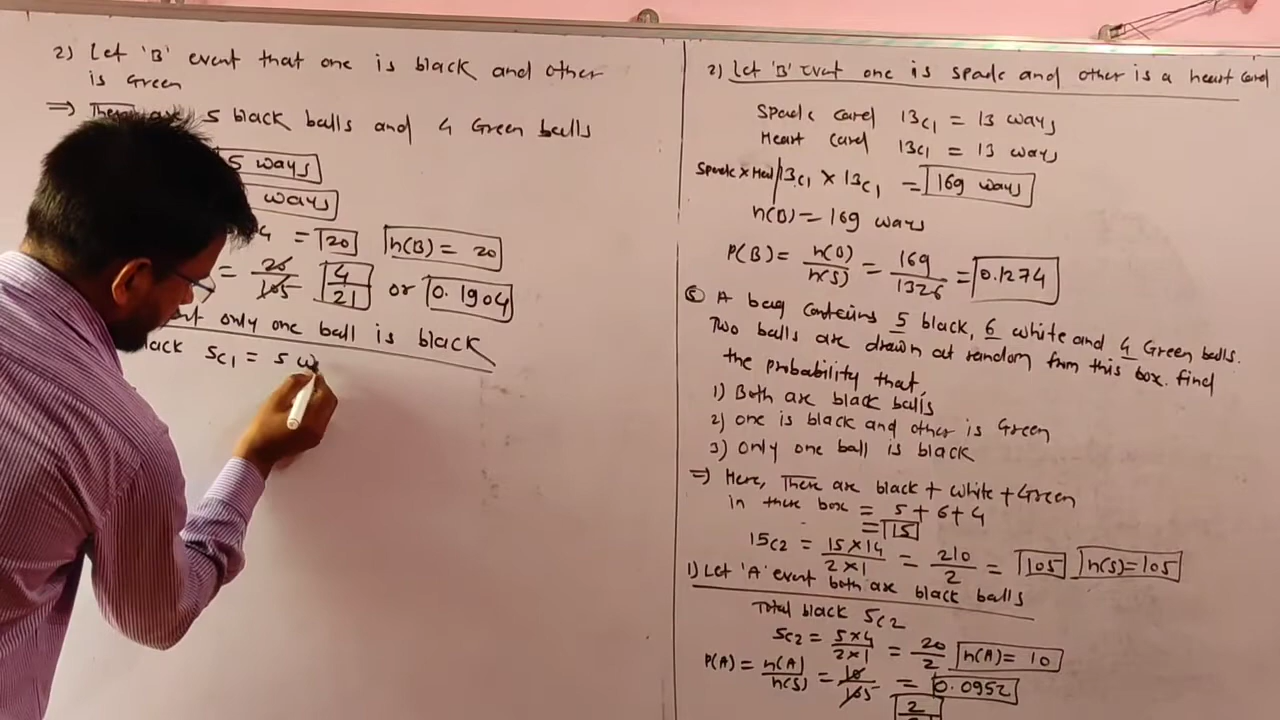 2) Let 'B' event that one is black and other
is Green
⇒ There are 5 black balls and 4 Green balls
5 ways
ways
4 = 20 n(B) = 20
= 20/105 4/21 or 0.1904
only one ball is black
5c1 = 5 w
2) Let 'B' Event one is spade and other is a heart card
Spade card 13c1 = 13 ways
Heart card 13c1 = 13 ways
13c1 × 13c1 = 169 ways
n(B) = 169 ways
P(B) = n(B)/n(S) = 169/1326 = 0.1274
A bag contains 5 black, 6 white and 4 Green balls.
Two balls are drawn at random from this box. find
the probability that,
1) Both are black balls
2) one is black and other is Green
3) Only one ball is black
⇒ Here, There are black + white + Green
in there box = 5 + 6 + 4
= 15
15c2 = 15×14/2×1 = 210/2 = 105 n(S)=105
1) Let 'A' event both are black balls
Total black 5c2
5c2 = 5×4/2×1 = 20/2 n(A) = 10
P(A) = n(A)/n(S) = 10/105 = 0.0952
2